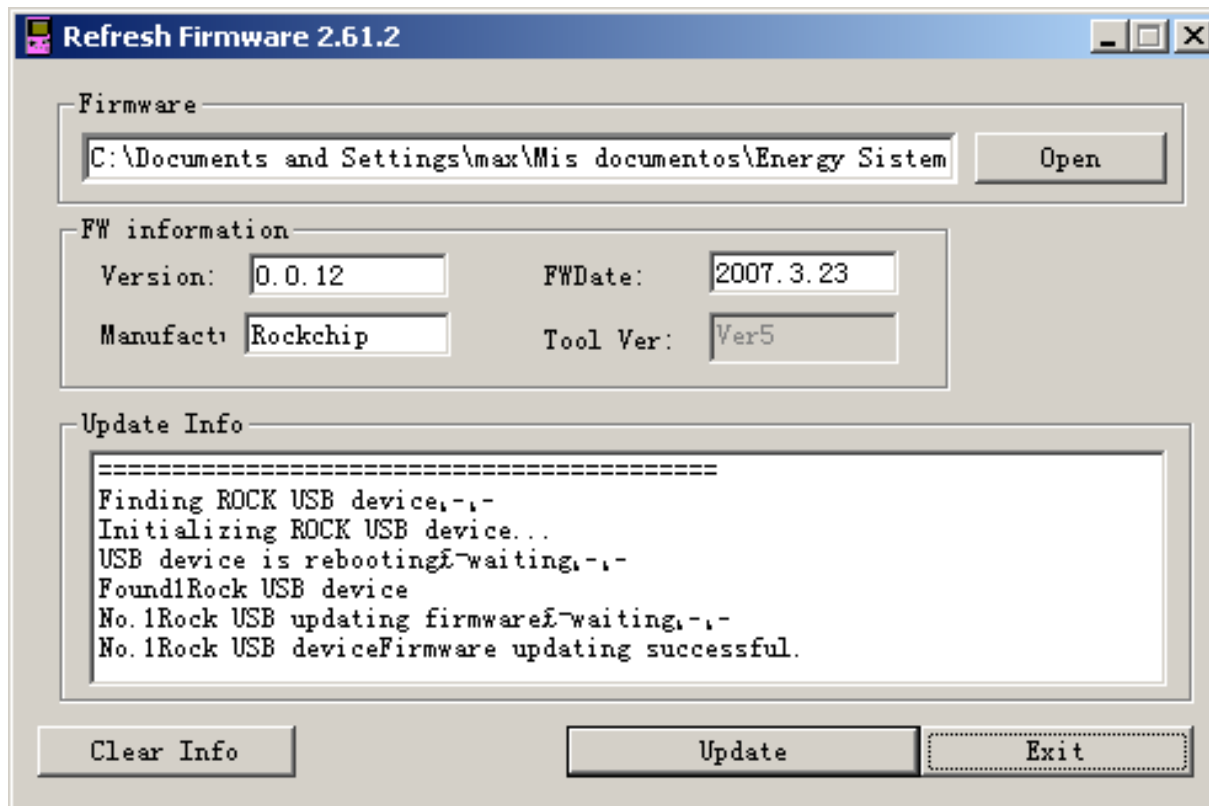 Refresh Firmware 2.61.2
Firmware
C:\Documents and Settings\max\Mis documentos\Energy Sistem
Open
FW information
Version: 0.0.12 FWDate: 2007.3.23
Manufactı Rockchip Tool Ver: Ver5
Update Info
==========================================
Finding ROCK USB device¡-¡-
Initializing ROCK USB device...
USB device is rebooting£¬waiting¡-¡-
Found1Rock USB device
No.1Rock USB updating firmware£¬waiting¡-¡-
No.1Rock USB deviceFirmware updating successful.
Clear Info Update Exit